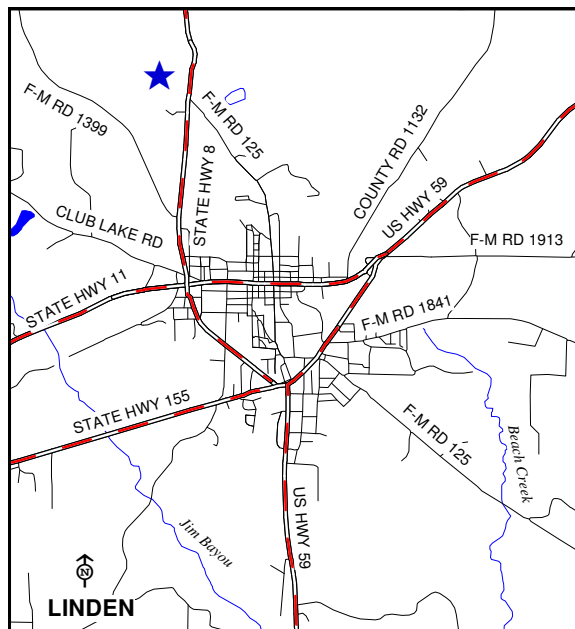 F-M RD 1399
F-M RD 125
COUNTY RD 1132
STATE HWY 8
US HWY 59
CLUB LAKE RD
F-M RD 1913
STATE HWY 11
F-M RD 1841
STATE HWY 155
F-M RD 125
Beach Creek
US HWY 59
Jim Bayou
N
LINDEN